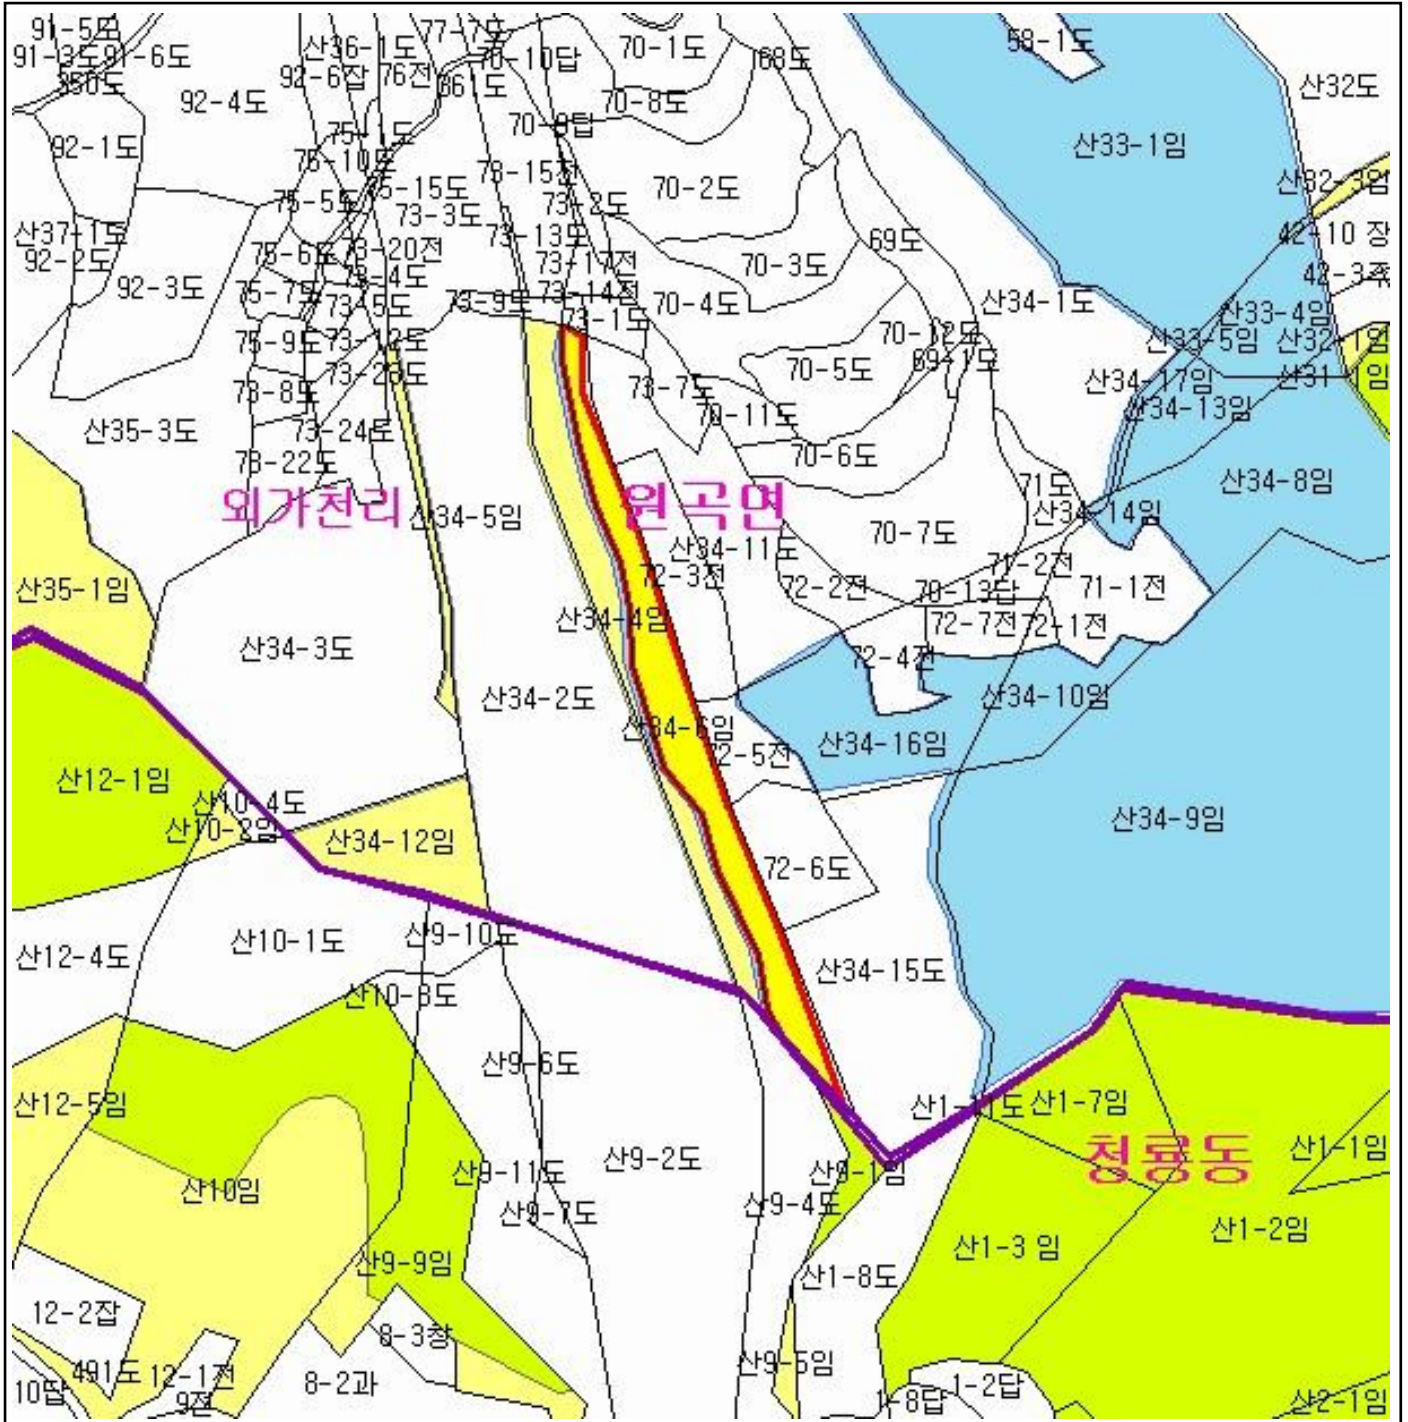 91-5도
91-3도
91-6도
550도
92-4도
산36-1도
92-6잡
76전
77-7도
70-10답
70-1도
68도
58-1도
산32도
70-8도
92-1도
산33-1임
75-10도
73-15전
70-2도
산32-3임
75-5도
73-3도
73-2도
산37-1도
73-13도
69도
42-10 장
92-2도
75-6도
73-20전
73-17전
70-3도
92-3도
75-7도
73-4도
73-14전
73-5도
73-9도
73-1도
70-4도
산34-1도
산33-4임
75-9도
73-12도
70-12도
산33-5임
산32-1임
69-1도
73-8도
73-23도
73-7도
70-5도
산34-17임
산34-13임
산35-3도
73-24도
70-11도
73-22도
70-6도
산34-8임
71도
외가천리
산34-5임
원곡면
산34-14임
70-7도
산34-11도
72-3전
71-2전
산35-1임
72-2전
70-13답
71-1전
산34-4임
72-7전
72-1전
산34-3도
72-4전
산34-2도
산34-10임
산34-6임
72-5전
산34-16임
산12-1임
산10-4도
산10-2임
산34-12임
산34-9임
72-6도
산12-4도
산10-1도
산9-10도
산34-15도
산10-3도
산9-6도
산12-5임
산1-11도
산1-7임
청룡동
산1-1임
산10임
산9-11도
산9-2도
산9-1임
산9-7도
산9-4도
산1-2임
산9-9임
산1-3 임
산1-8도
12-2잡
8-3창
491도
12-1전
8-2과
산9-5임
10답
9전
1-8답
1-2답
산2-1임